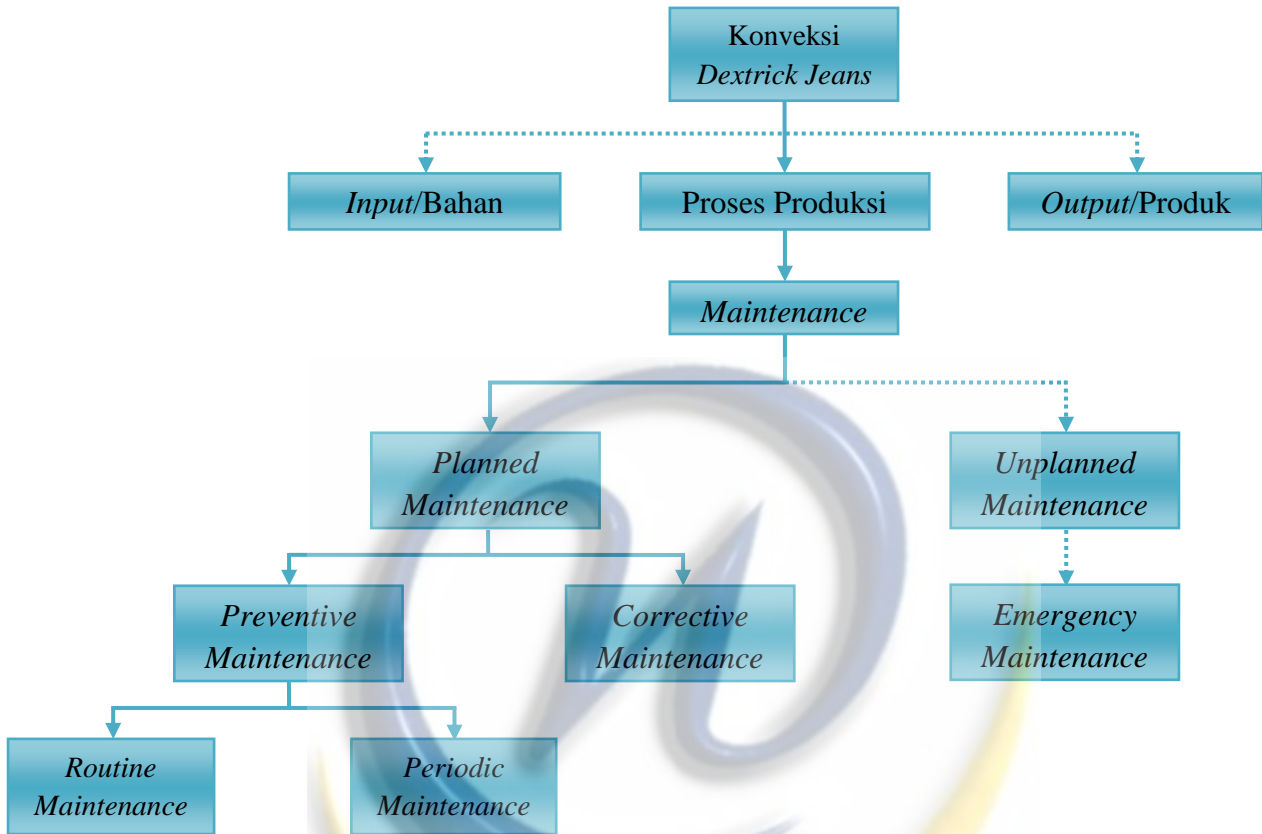 Konveksi
Dextrick Jeans
Input/Bahan
Proses Produksi
Output/Produk
Maintenance
Planned
Maintenance
Unplanned
Maintenance
Preventive
Maintenance
Corrective
Maintenance
Emergency
Maintenance
Routine
Maintenance
Periodic
Maintenance